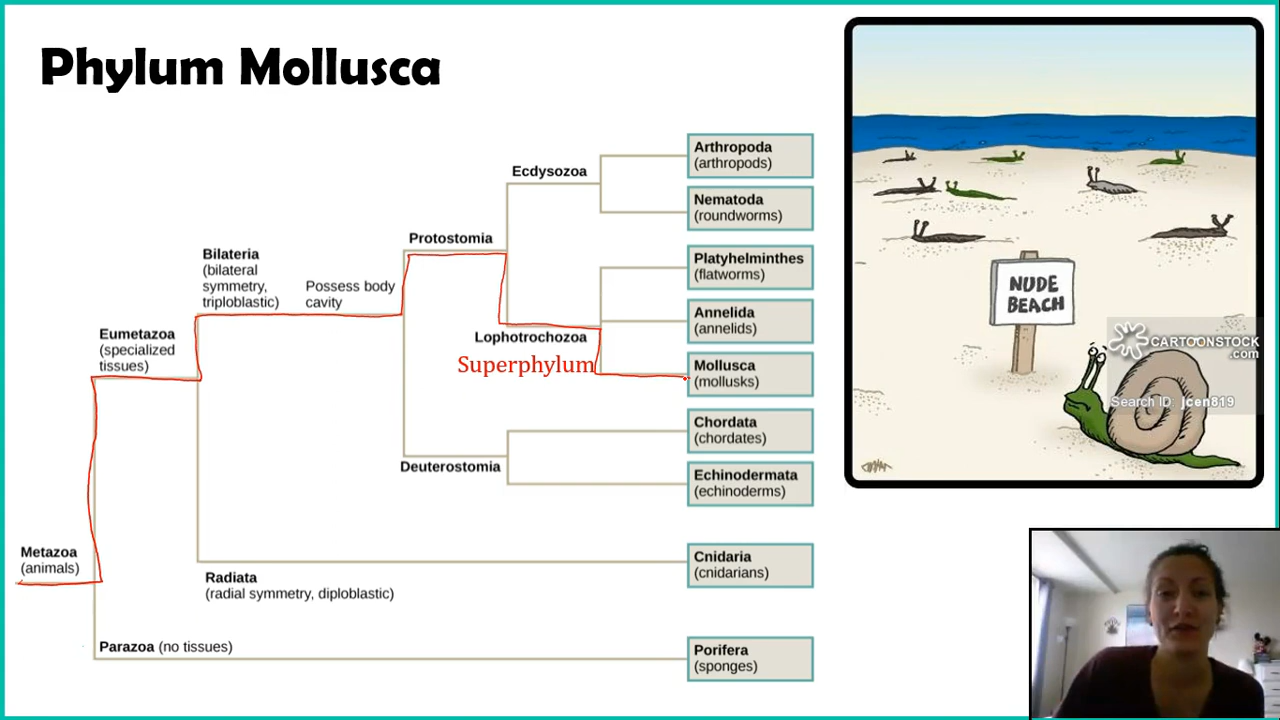 Phylum Mollusca
Ecdysozoa
Arthropoda
(arthropods)
Nematoda
(roundworms)
Protostomia
Platyhelminthes
(flatworms)
Bilateria
(bilateral
symmetry,
triploblastic)
Possess body
cavity
Annelida
(annelids)
Eumetazoa
(specialized
tissues)
Lophotrochozoa
Superphylum
Mollusca
(mollusks)
Chordata
(chordates)
Deuterostomia
Echinodermata
(echinoderms)
Metazoa
(animals)
Cnidaria
(cnidarians)
Radiata
(radial symmetry, diploblastic)
Parazoa (no tissues)
Porifera
(sponges)
NUDE
BEACH
CARTOONSTOCK
.com
Search ID: jcen819